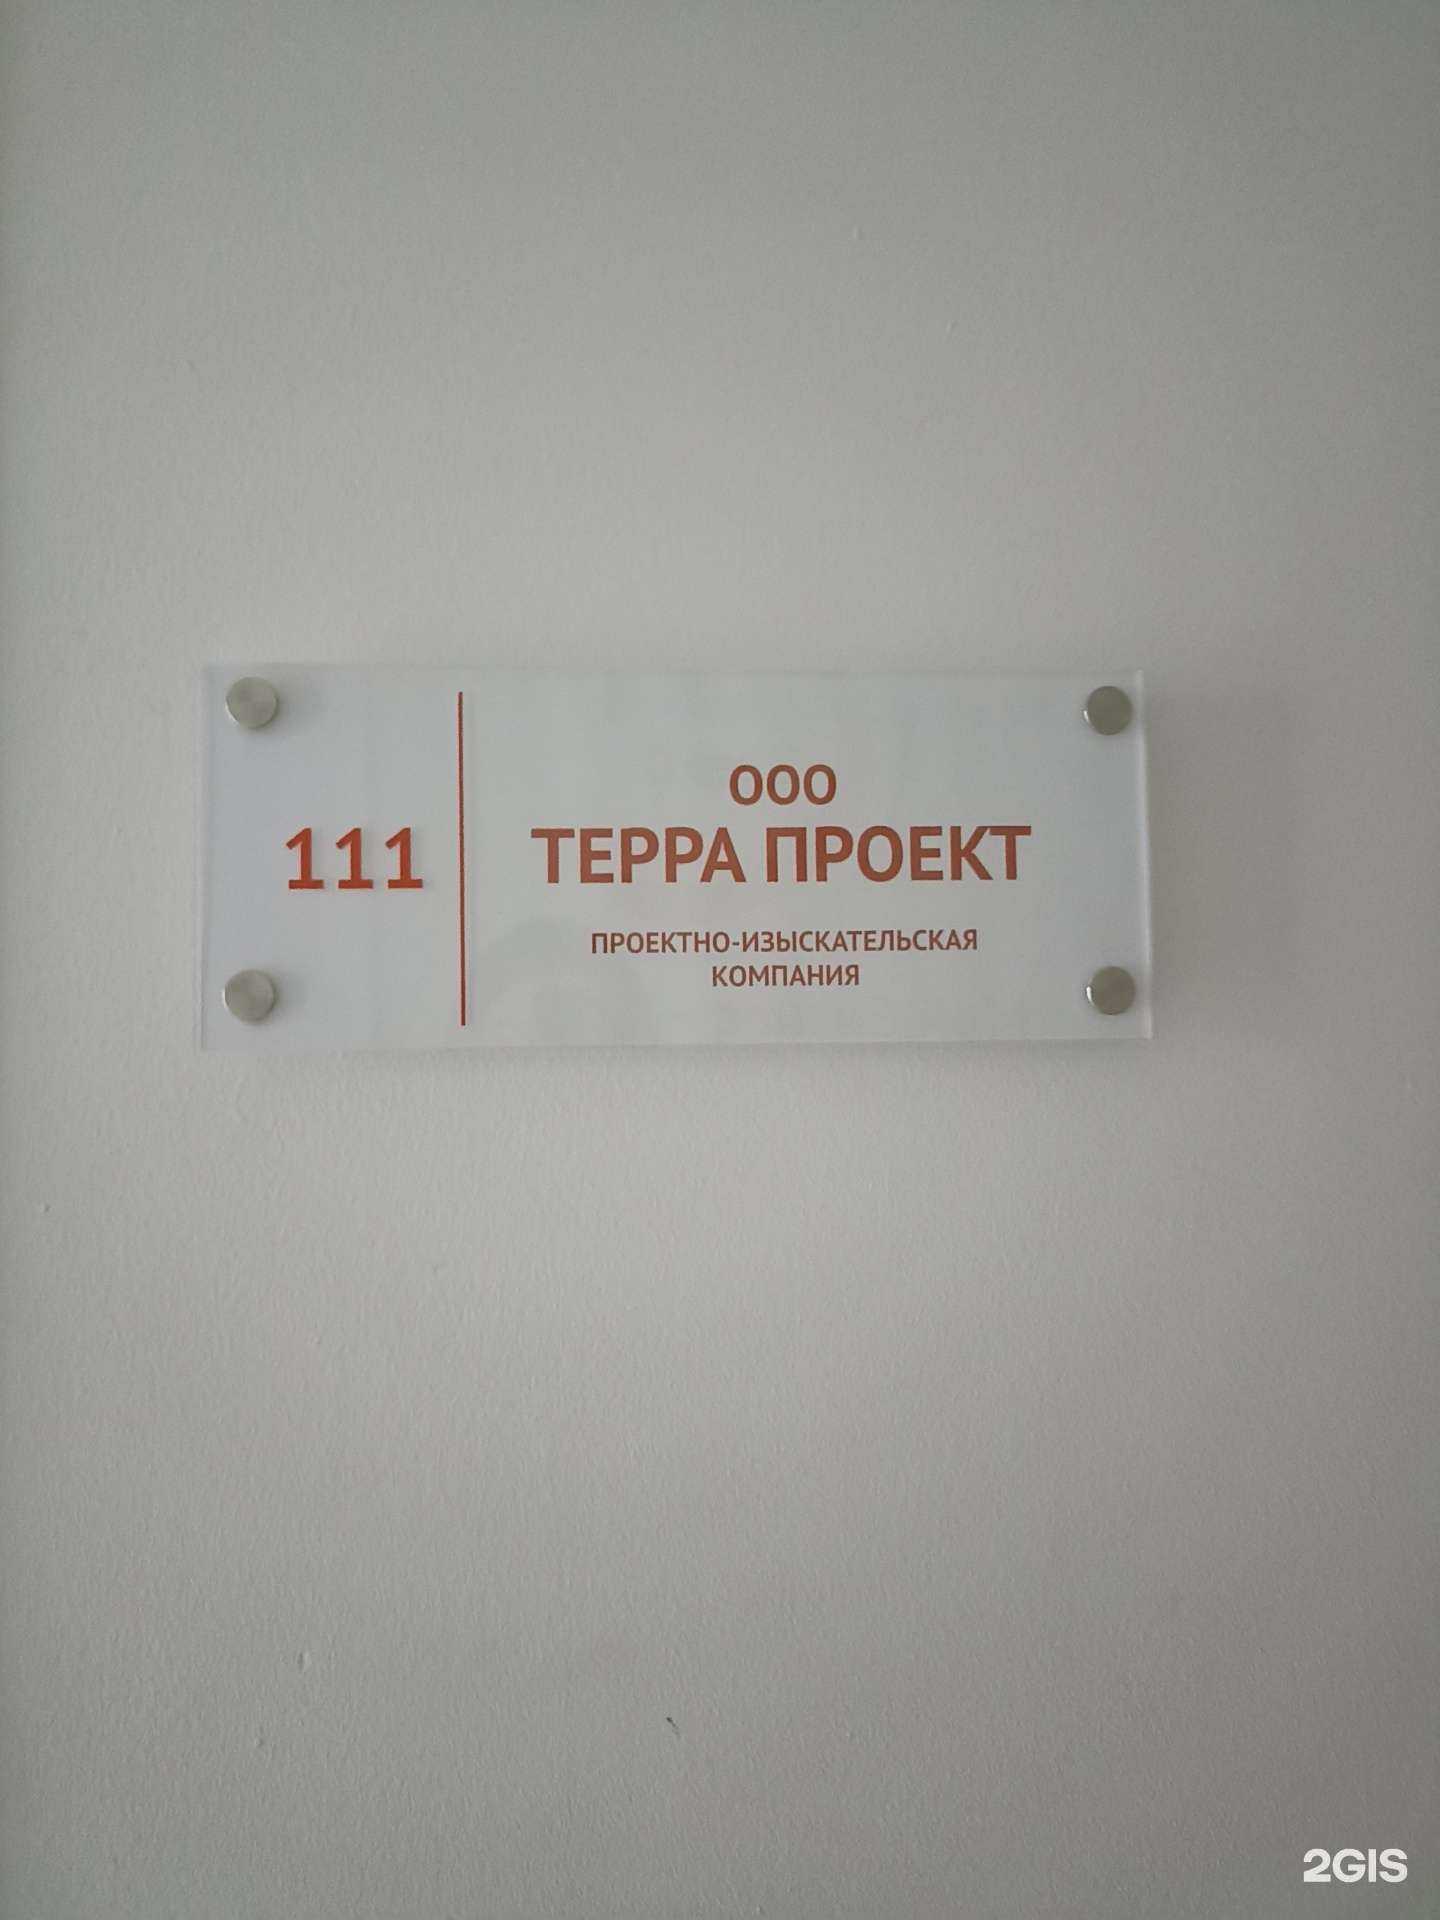 111
ООО
ТЕРРА ПРОЕКТ
ПРОЕКТНО-ИЗЫСКАТЕЛЬСКАЯ
КОМПАНИЯ
2GIS